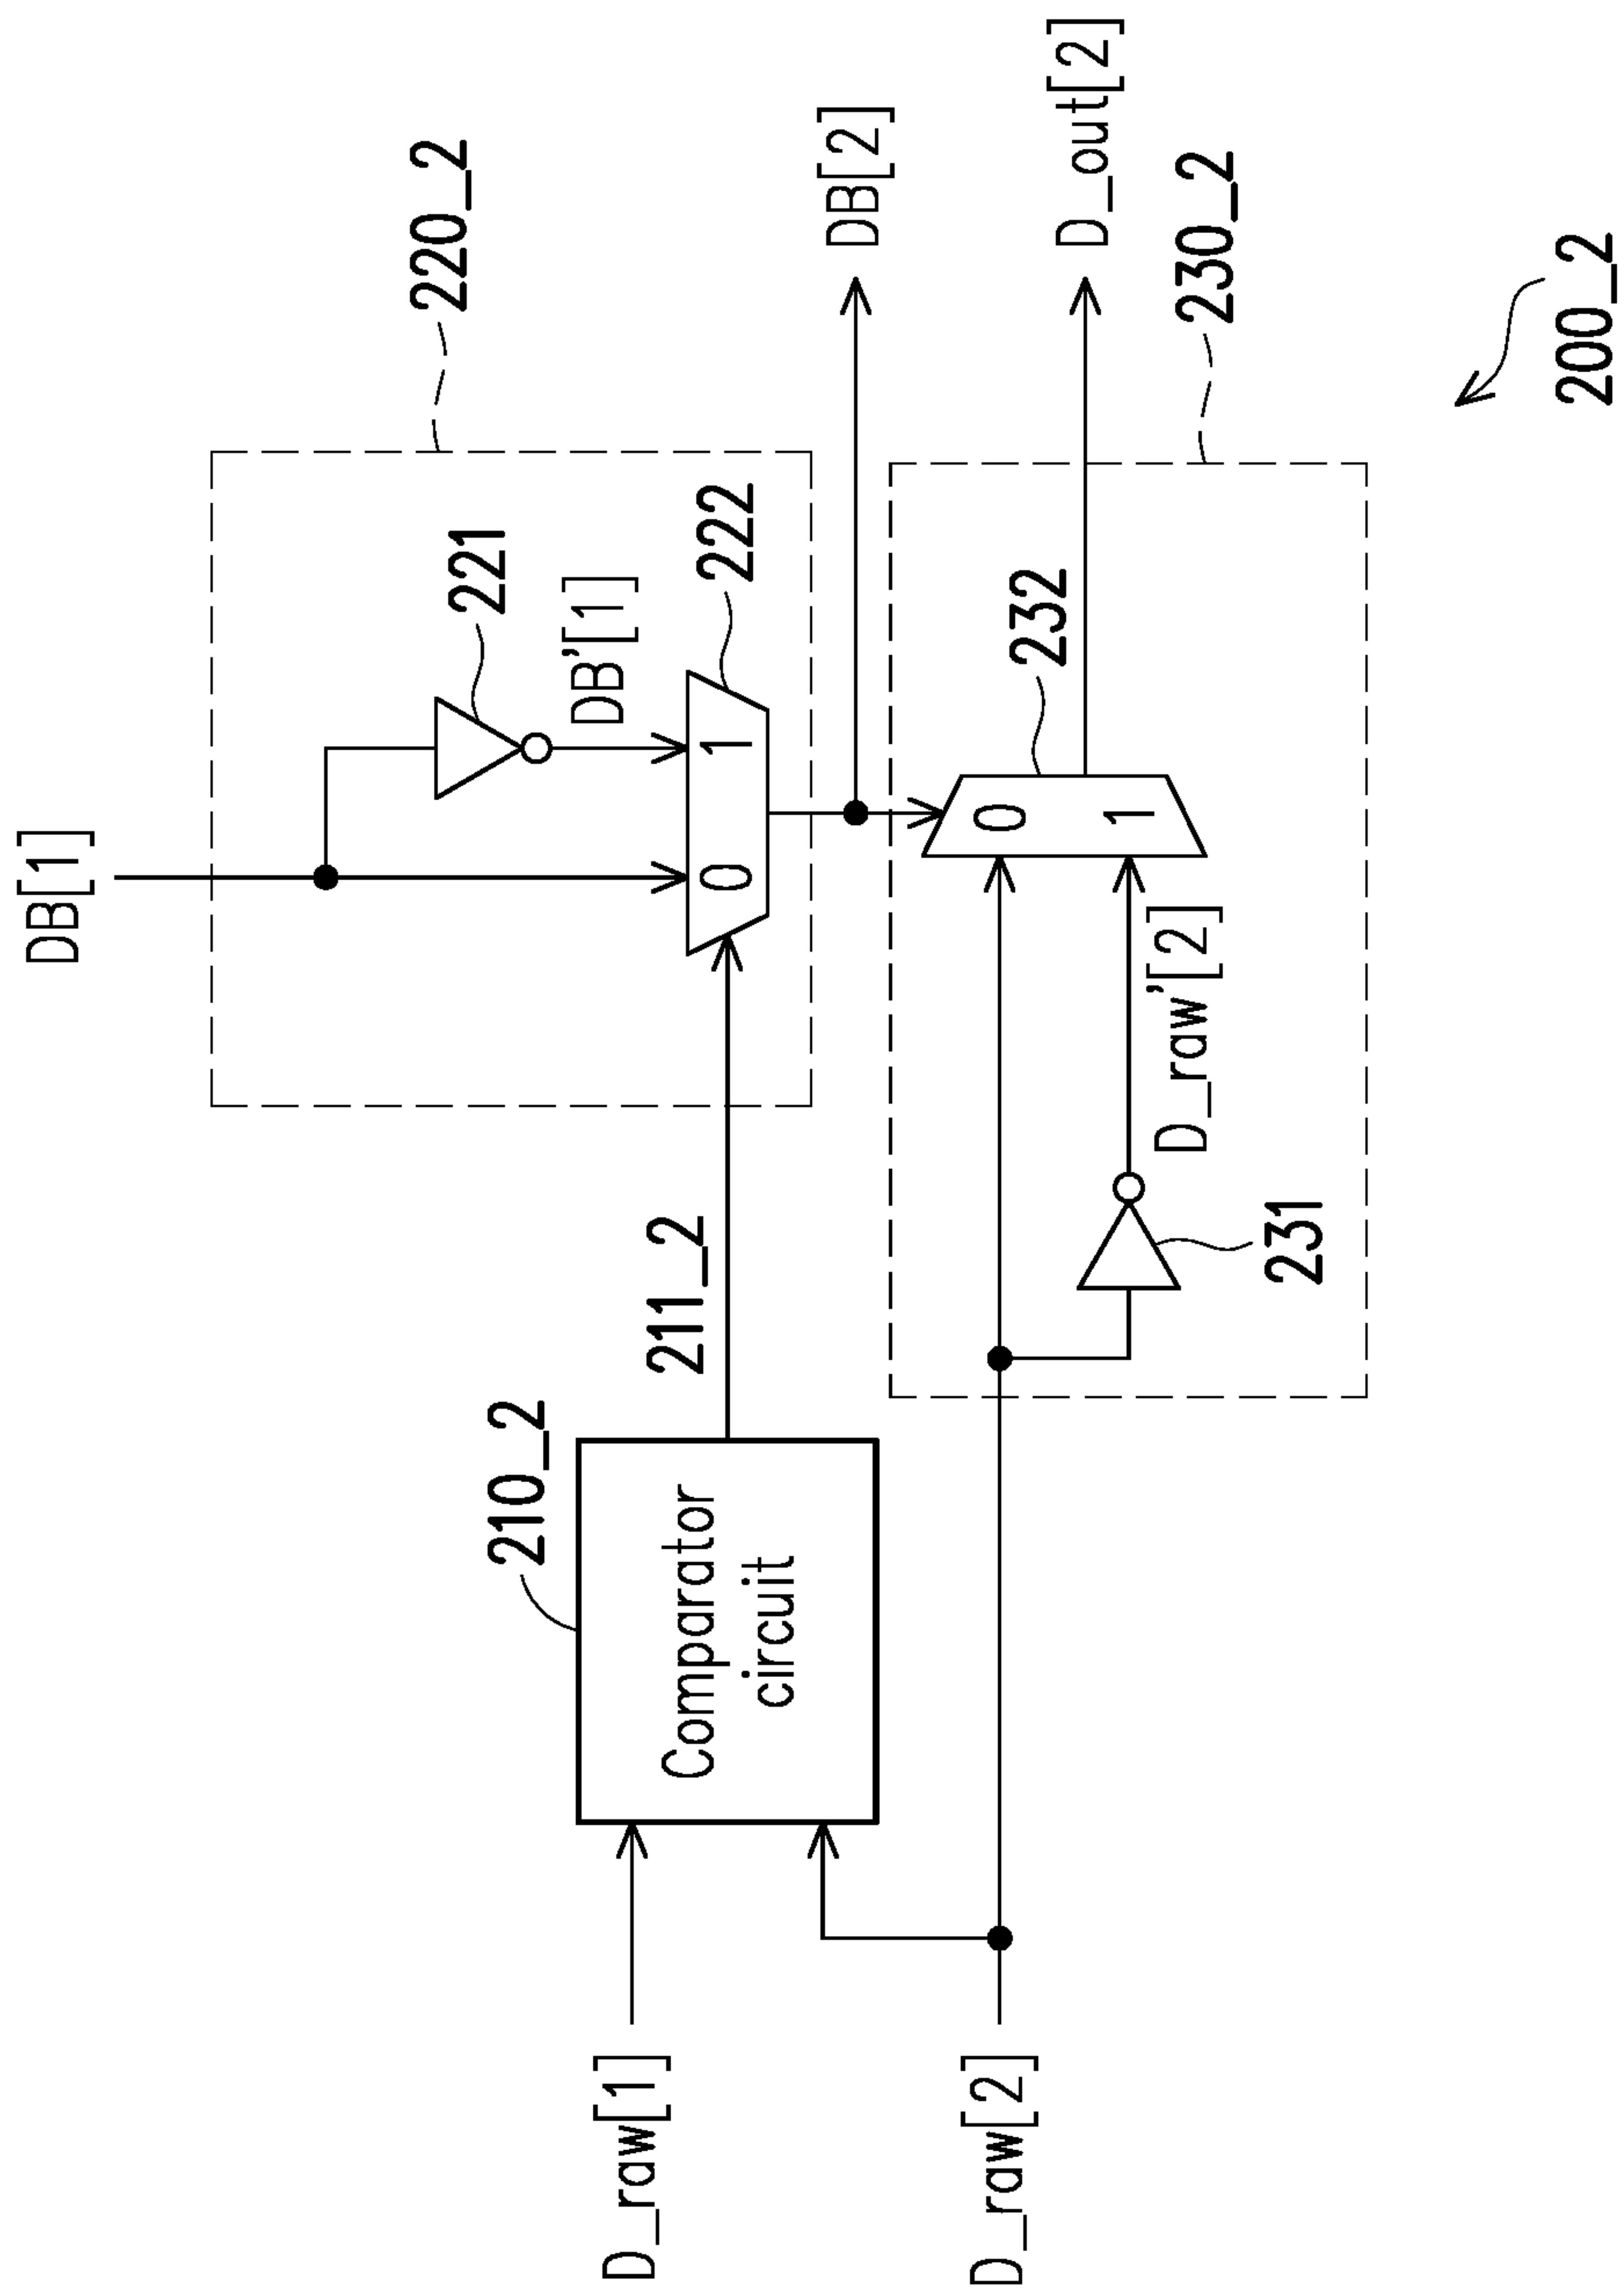 DB[1]
220_2
221
DB'[1]
0
1
222
DB[2]
210_2
Comparator
circuit
211_2
D_raw[1]
D_raw[2]
232
0
1
D_out[2]
D_raw'[2]
231
230_2
200_2